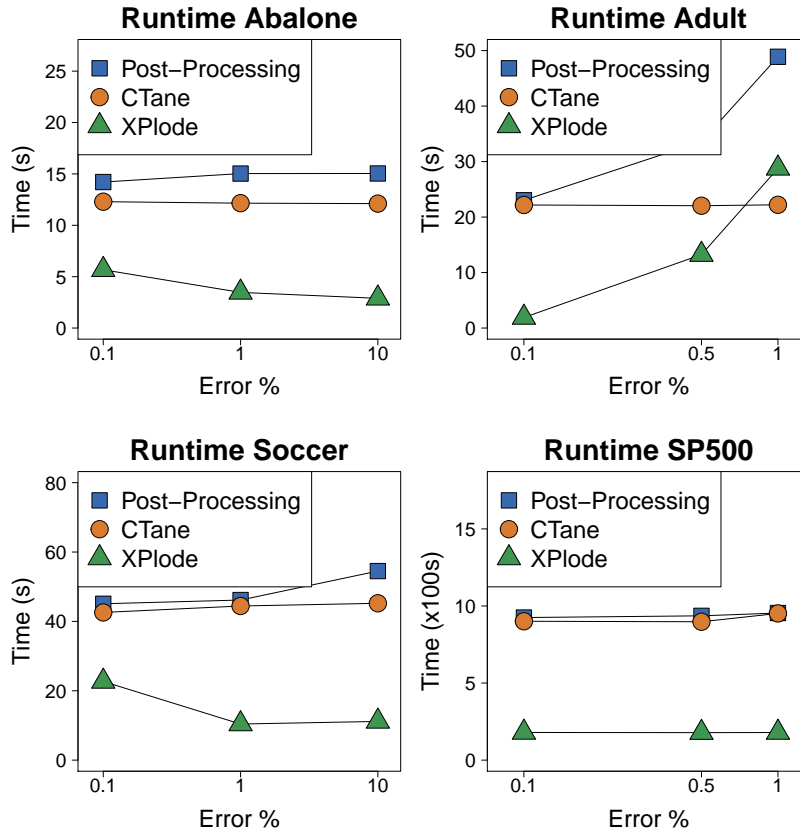 Runtime Abalone
Post−Processing
CTane
XPlode
Time (s)
25
20
15
10
5
0
0.1
1
10
Error %
Runtime Adult
Post−Processing
CTane
XPlode
Time (s)
50
40
30
20
10
0
0.1
0.5
1
Error %
Runtime Soccer
Post−Processing
CTane
XPlode
Time (s)
80
60
40
20
0
0.1
1
10
Error %
Runtime SP500
Post−Processing
CTane
XPlode
Time (x100s)
15
10
5
0
0.1
0.5
1
Error %